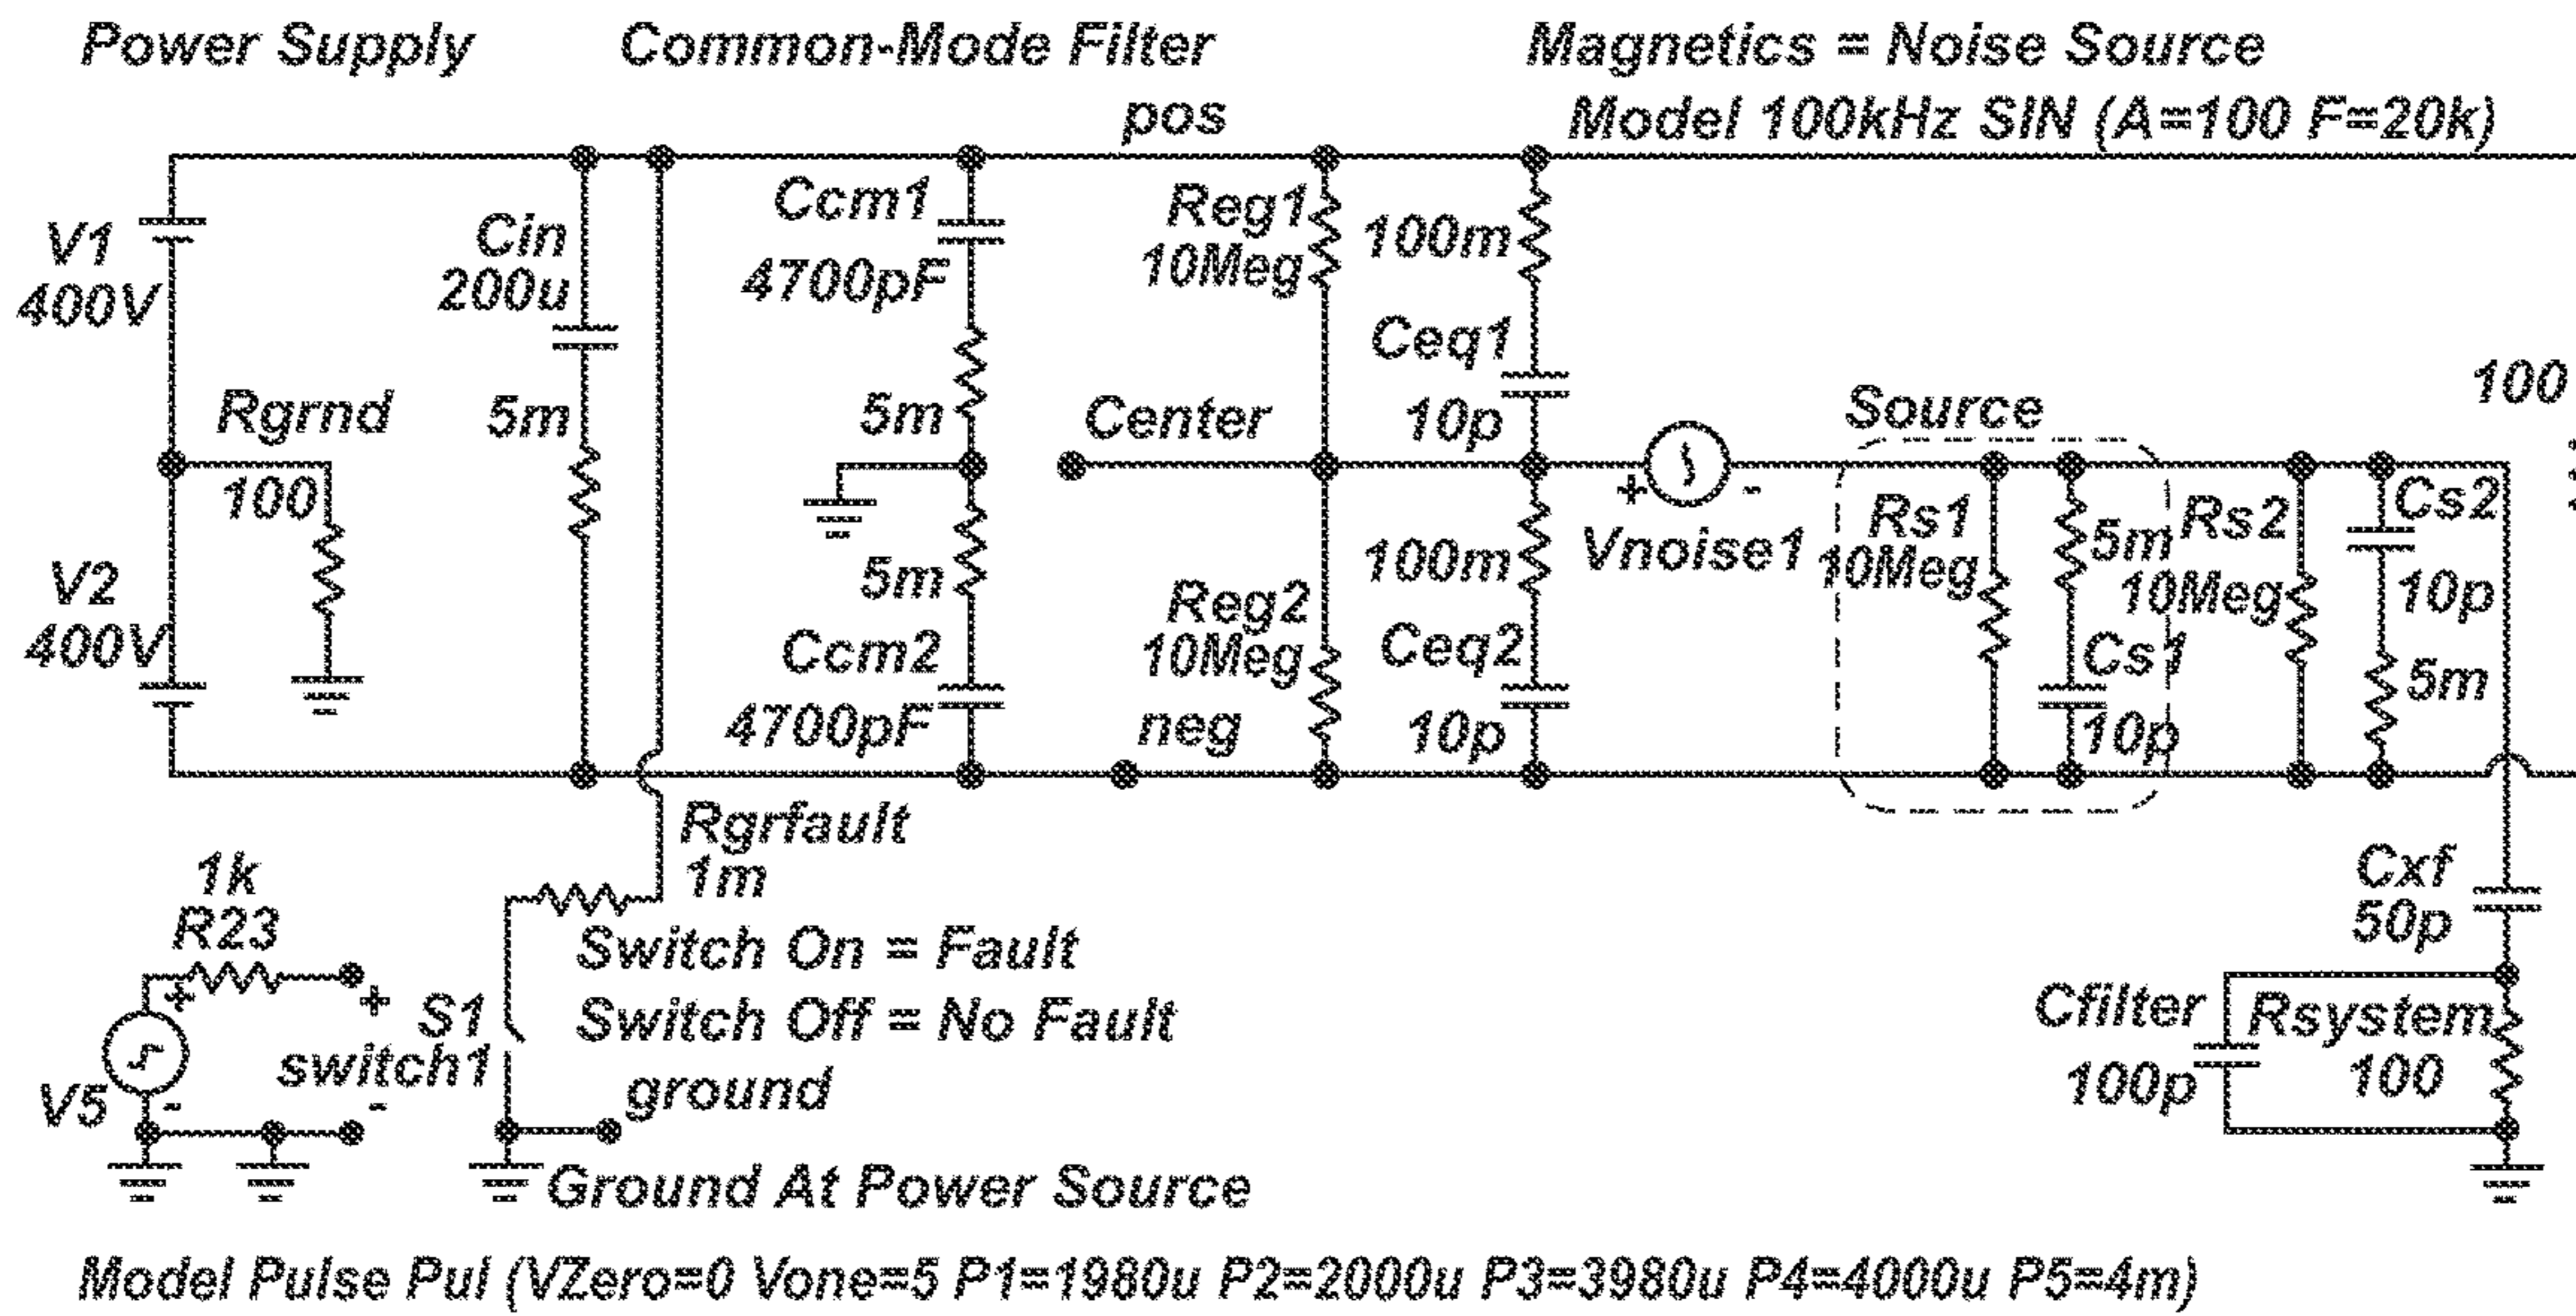 Power Supply
Common-Mode Filter
Magnetics = Noise Source
Model 100kHz SIN (A=100 F=20k)
pos
V1
400V
Cin
200u
5m
Rgrnd
100
V2
400V
Ccm1
4700pF
5m
5m
Ccm2
4700pF
Center
neg
Reg1
10Meg
Reg2
10Meg
100m
Ceq1
10p
100m
Ceq2
10p
+
-
Vnoise1
Source
Rs1
10Meg
5m
Cs1
10p
Rs2
10Meg
Cs2
10p
5m
100
Rgrfault
1m
Switch On = Fault
Switch Off = No Fault
1k
R23
+
+
S1
switch1
V5
-
-
ground
Ground At Power Source
Cxf
50p
Cfilter
100p
Rsystem
100
Model Pulse Pul (VZero=0 Vone=5 P1=1980u P2=2000u P3=3980u P4=4000u P5=4m)